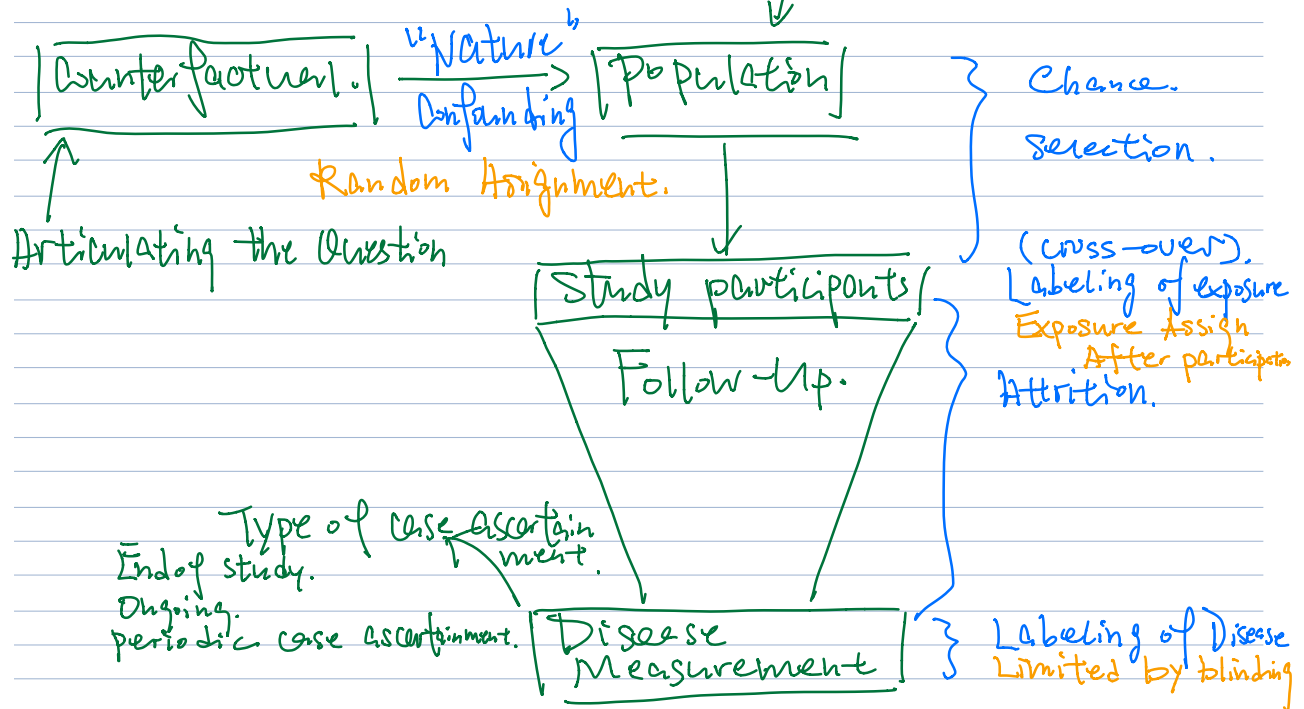 Counterfactual.
"Nature"
Confounding
Random Assignment.
Population
Chance.
Selection.
Articulating the Question
Study participants
(cross-over).
Labeling of exposure
Exposure Assign
After participation
Attrition.
Follow-Up.
Type of case ascertain
ment.
End of study.
Ongoing.
periodic case ascertainment.
Disease
Measurement
Labeling of Disease
Limited by blinding